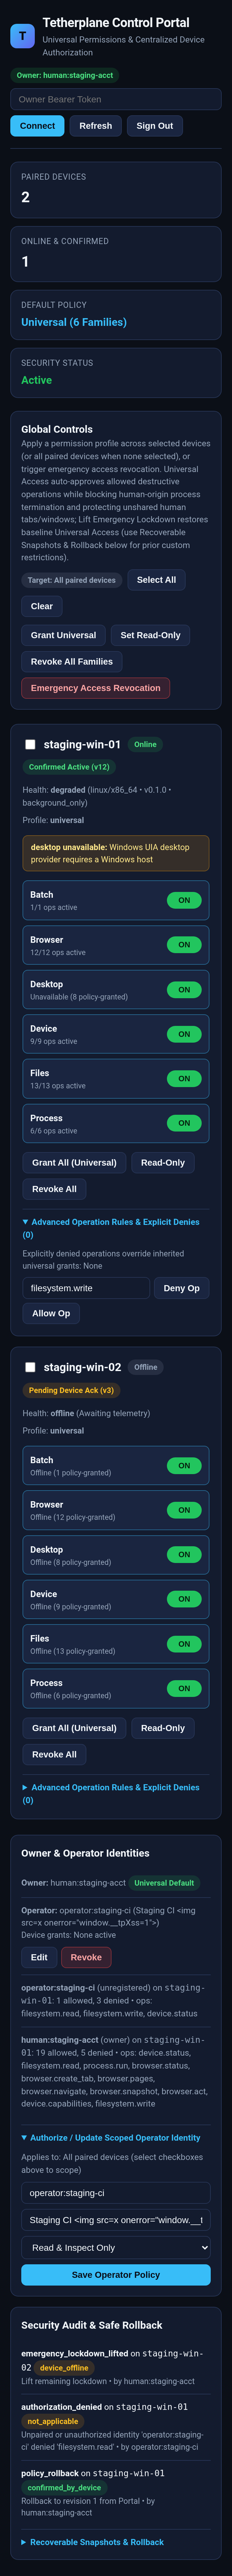 T
Tetherplane Control Portal
Universal Permissions & Centralized Device
Authorization
Owner: human:staging-acct
Owner Bearer Token
Connect
Refresh
Sign Out
PAIRED DEVICES
2
ONLINE & CONFIRMED
1
DEFAULT POLICY
Universal (6 Families)
SECURITY STATUS
Active
Global Controls
Apply a permission profile across selected devices
(or all paired devices when none selected), or
trigger emergency access revocation. Universal
Access auto-approves allowed destructive
operations while blocking human-origin process
termination and protecting unshared human
tabs/windows; Lift Emergency Lockdown restores
baseline Universal Access (use Recoverable
Snapshots & Rollback below for prior custom
restrictions).
Target: All paired devices
Select All
Clear
Grant Universal
Set Read-Only
Revoke All Families
Emergency Access Revocation
staging-win-01
Online
Confirmed Active (v12)
Health: degraded (linux/x86_64 • v0.1.0 •
background_only)
Profile: universal
desktop unavailable: Windows UIA desktop
provider requires a Windows host
Batch
1/1 ops active
ON
Browser
12/12 ops active
ON
Desktop
Unavailable (8 policy-granted)
ON
Device
9/9 ops active
ON
Files
13/13 ops active
ON
Process
6/6 ops active
ON
Grant All (Universal)
Read-Only
Revoke All
▼ Advanced Operation Rules & Explicit Denies
(0)
Explicitly denied operations override inherited
universal grants: None
filesystem.write
Deny Op
Allow Op
staging-win-02
Offline
Pending Device Ack (v3)
Health: offline (Awaiting telemetry)
Profile: universal
Batch
Offline (1 policy-granted)
ON
Browser
Offline (12 policy-granted)
ON
Desktop
Offline (8 policy-granted)
ON
Device
Offline (9 policy-granted)
ON
Files
Offline (13 policy-granted)
ON
Process
Offline (6 policy-granted)
ON
Grant All (Universal)
Read-Only
Revoke All
▶ Advanced Operation Rules & Explicit Denies
(0)
Owner & Operator Identities
Owner: human:staging-acct Universal Default
Operator: operator:staging-ci (Staging CI <img
src=x onerror="window.__tpXss=1">)
Device grants: None active
Edit
Revoke
operator:staging-ci (unregistered) on staging-
win-01: 1 allowed, 3 denied • ops:
filesystem.read, filesystem.write, device.status
human:staging-acct (owner) on staging-win-
01: 19 allowed, 5 denied • ops: device.status,
filesystem.read, process.run, browser.status,
browser.create_tab, browser.pages,
browser.navigate, browser.snapshot, browser.act,
device.capabilities, filesystem.write
▼ Authorize / Update Scoped Operator Identity
Applies to: All paired devices (select checkboxes
above to scope)
operator:staging-ci
Staging CI <img src=x onerror="window.__t
Read & Inspect Only
Save Operator Policy
Security Audit & Safe Rollback
emergency_lockdown_lifted on staging-win-
02 device_offline
Lift remaining lockdown • by human:staging-acct
authorization_denied on staging-win-01
not_applicable
Unpaired or unauthorized identity 'operator:staging-
ci' denied 'filesystem.read' • by operator:staging-ci
policy_rollback on staging-win-01
confirmed_by_device
Rollback to revision 1 from Portal • by
human:staging-acct
▶ Recoverable Snapshots & Rollback